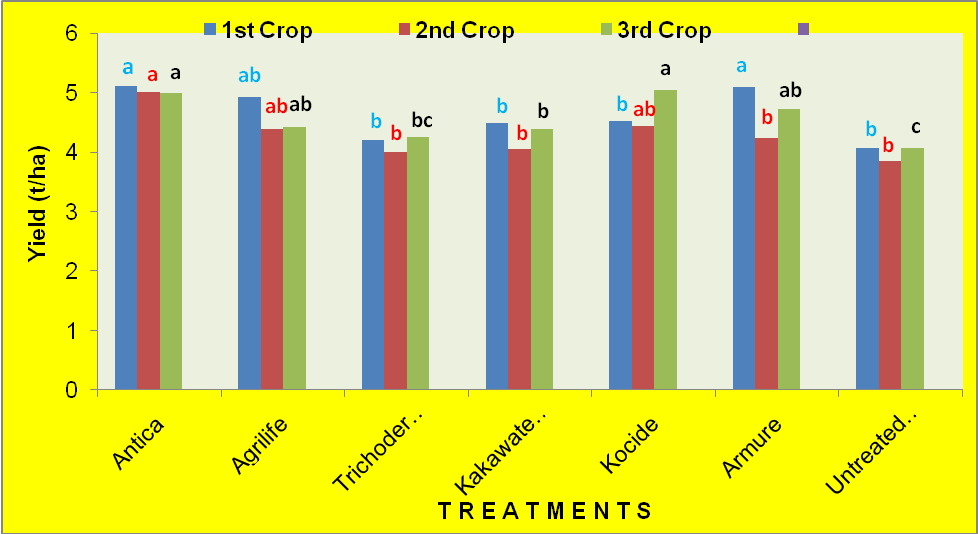 1st Crop 2nd Crop 3rd Crop
Yield (t/ha)
6
5
4
3
2
1
0
a a a
ab ab ab
b b bc
b b b
b ab a
a b ab
b b c
Antica
Agrilife
Trichoder..
Kakawate..
Kocide
Armure
Untreated..
T R E A T M E N T S